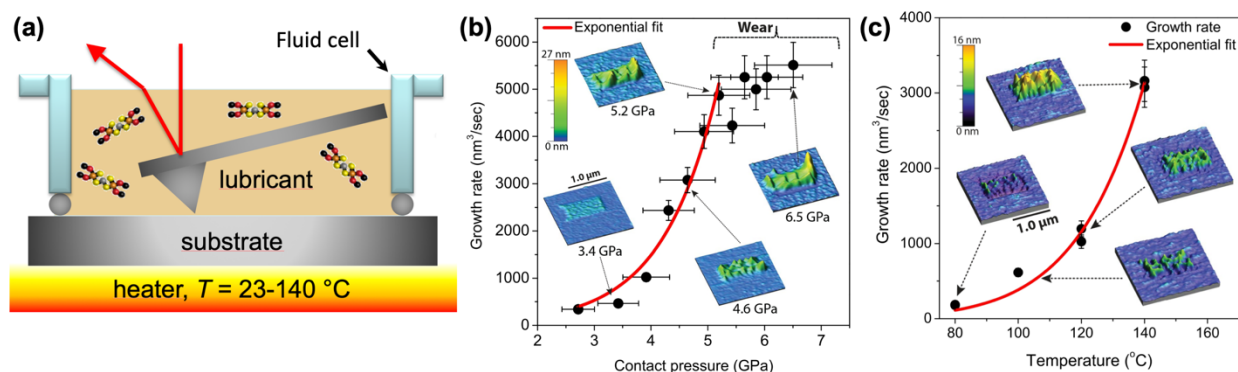 (a)
Fluid cell
lubricant
substrate
heater, T = 23-140 °C
(b)
Exponential fit
Wear
27 nm
0 nm
5.2 GPa
1.0 μm
3.4 GPa
4.6 GPa
6.5 GPa
Growth rate (nm³/sec)
6000
5000
4000
3000
2000
1000
0
2 3 4 5 6 7
Contact pressure (GPa)
(c)
Growth rate
Exponential fit
16 nm
0 nm
1.0 μm
Growth rate (nm³/sec)
4000
3000
2000
1000
0
80 100 120 140 160
Temperature (°C)